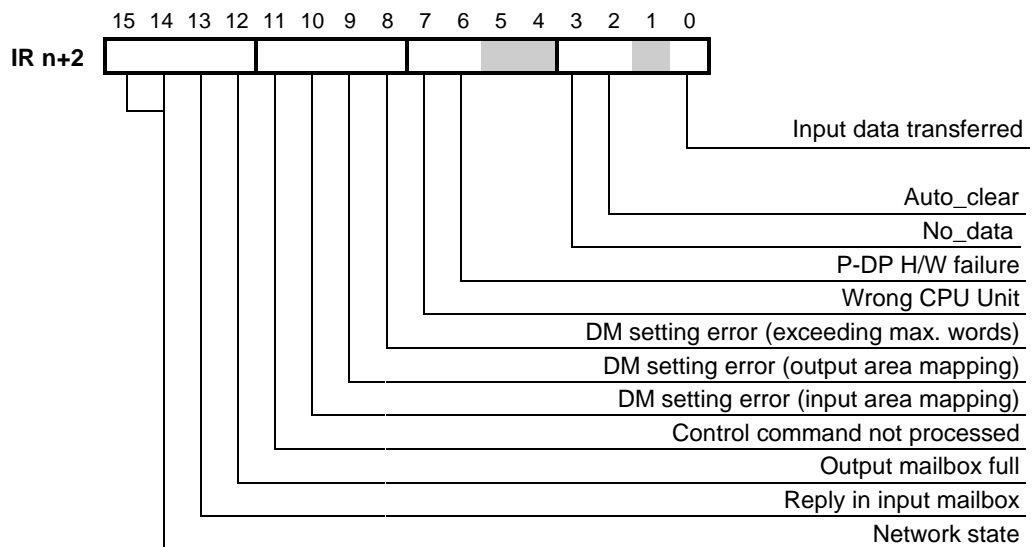 15 14 13 12 11 10 9 8 7 6 5 4 3 2 1 0
IR n+2
Input data transferred
Auto_clear
No_data
P-DP H/W failure
Wrong CPU Unit
DM setting error (exceeding max. words)
DM setting error (output area mapping)
DM setting error (input area mapping)
Control command not processed
Output mailbox full
Reply in input mailbox
Network state